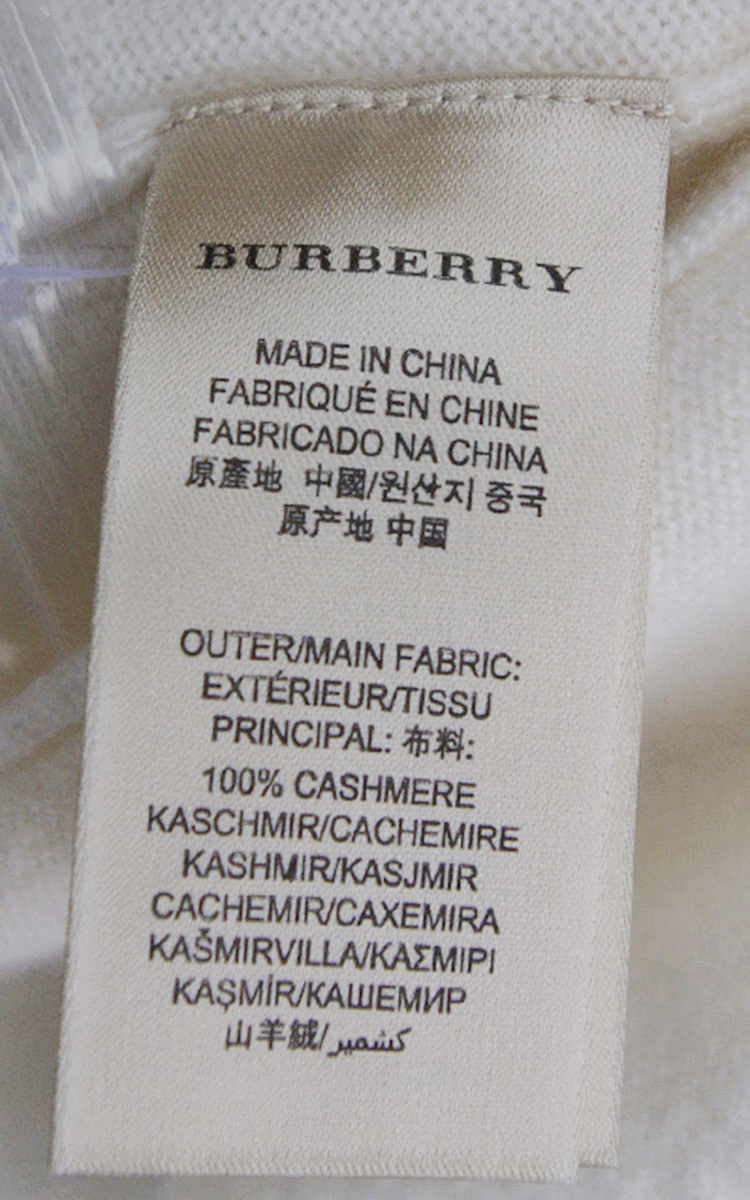 BURBERRY
MADE IN CHINA
FABRIQUÉ EN CHINE
FABRICADO NA CHINA
原產地 中國/원산지 중국
原产地 中国
OUTER/MAIN FABRIC:
EXTÉRIEUR/TISSU
PRINCIPAL: 布料:
100% CASHMERE
KASCHMIR/CACHEMIRE
KASHMIR/KASJMIR
CACHEMIR/CAXEMIRA
KAŠMIRVILLA/ΚΑΣΜΙΡΙ
KAŞMİR/КАШЕМИР
山羊絨/كشمير